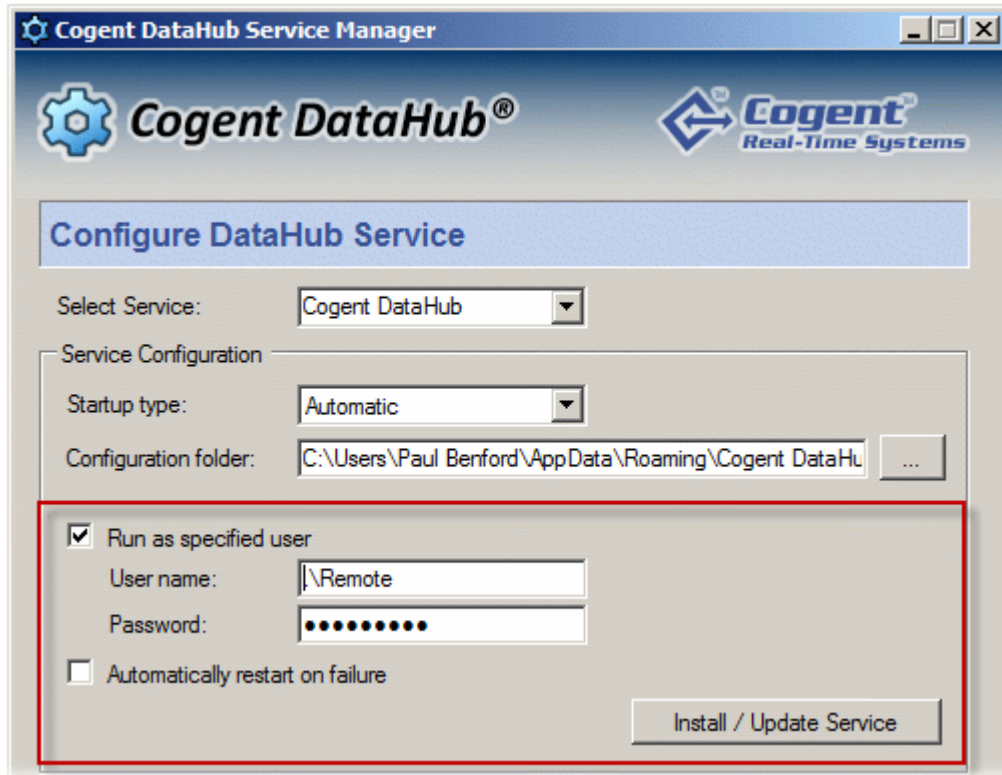 Cogent DataHub Service Manager
Cogent DataHub®
Cogent™
Real-Time Systems
Configure DataHub Service
Select Service: Cogent DataHub
Service Configuration
Startup type: Automatic
Configuration folder: C:\Users\Paul Benford\AppData\Roaming\Cogent DataHu ...
Run as specified user
User name: .\Remote
Password: ●●●●●●●●●
Automatically restart on failure
Install / Update Service